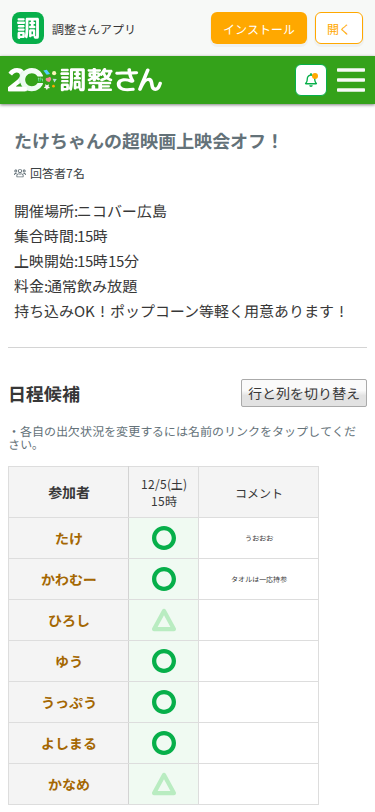 調
調整さんアプリ
インストール
開く
20
調整さん
たけちゃんの超映画上映会オフ！
回答者7名
開催場所:ニコバー広島
集合時間:15時
上映開始:15時15分
料金:通常飲み放題
持ち込みOK！ポップコーン等軽く用意あります！
日程候補
行と列を切り替え
・各自の出欠状況を変更するには名前のリンクをタップしてくだ
さい。
参加者
12/5(土)
15時
コメント
たけ
うおおお
かわむー
タオルは一応持参
ひろし
ゆう
うっぷう
よしまる
かなめ